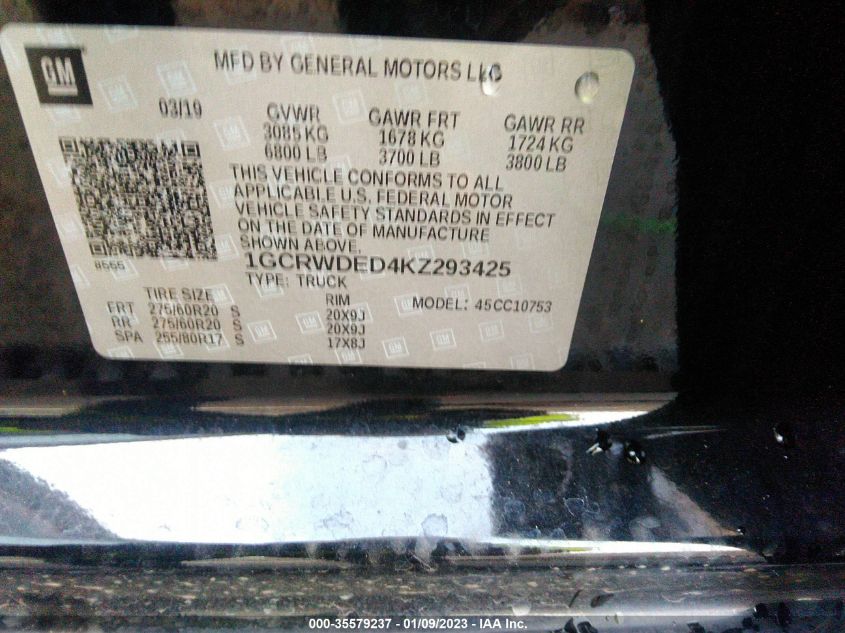 GM
MFD BY GENERAL MOTORS LLC
03/19
GVWR
3085 KG
6800 LB
GAWR FRT
1678 KG
3700 LB
GAWR RR
1724 KG
3800 LB
THIS VEHICLE CONFORMS TO ALL
APPLICABLE U.S. FEDERAL MOTOR
VEHICLE SAFETY STANDARDS IN EFFECT
ON THE DATE OF MANUFACTURE
SHOWN ABOVE.
8565
1GCRWDED4KZ293425
TYPE: TRUCK
MODEL: 45CC10753
TIRE SIZE
RIM
FRT 275/60R20 S 20X9J
RR 275/60R20 S 20X9J
SPA 255/80R17 S 17X8J
000-35579237 - 01/09/2023 - IAA Inc.